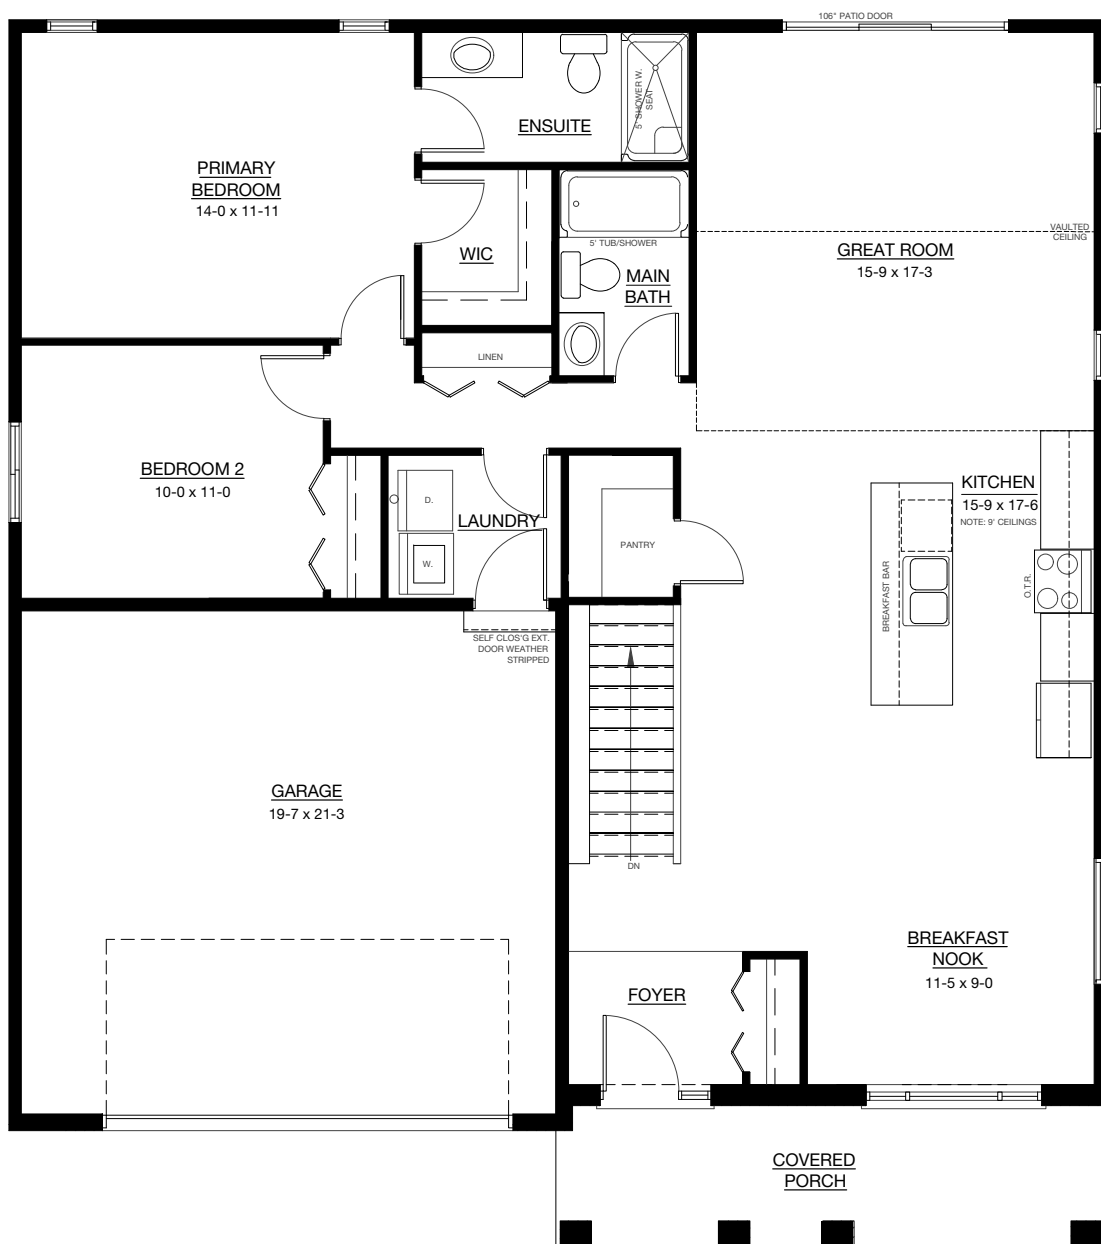 106" PATIO DOOR
PRIMARY
BEDROOM
14-0 x 11-11
ENSUITE
5' SHOWER W.
SEAT
WIC
5' TUB/SHOWER
MAIN
BATH
LINEN
GREAT ROOM
15-9 x 17-3
VAULTED
CEILING
BEDROOM 2
10-0 x 11-0
D.
W.
LAUNDRY
PANTRY
KITCHEN
15-9 x 17-6
NOTE: 9' CEILINGS
BREAKFAST BAR
O.T.R.
SELF CLOS'G EXT.
DOOR WEATHER
STRIPPED
GARAGE
19-7 x 21-3
DN
BREAKFAST
NOOK
11-5 x 9-0
FOYER
COVERED
PORCH